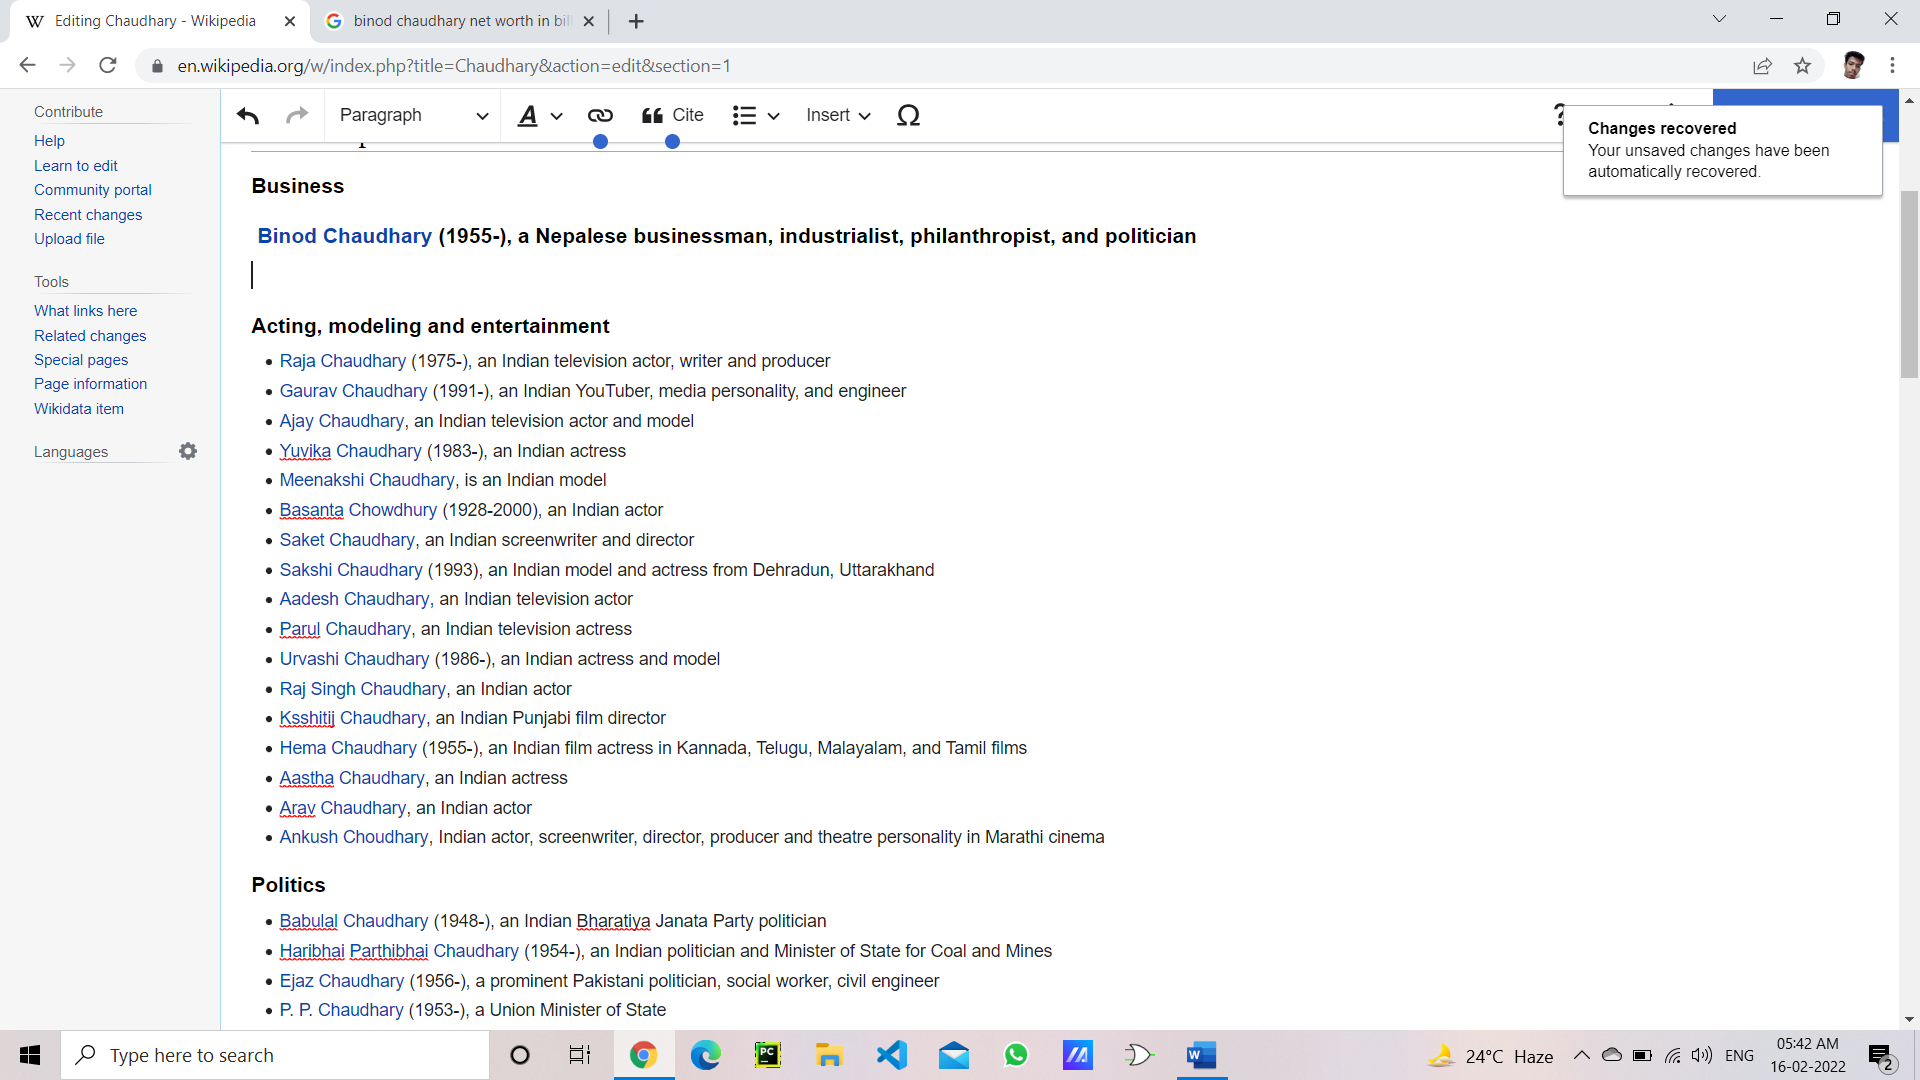 Editing Chaudhary - Wikipedia
binod chaudhary net worth in bil
en.wikipedia.org/w/index.php?title=Chaudhary&action=edit&section=1
Contribute
Help
Learn to edit
Community portal
Recent changes
Upload file
Tools
What links here
Related changes
Special pages
Page information
Wikidata item
Languages
Paragraph
A
Cite
Insert
Ω
Changes recovered
Your unsaved changes have been
automatically recovered.
Business
Binod Chaudhary (1955-), a Nepalese businessman, industrialist, philanthropist, and politician
Acting, modeling and entertainment
• Raja Chaudhary (1975-), an Indian television actor, writer and producer
• Gaurav Chaudhary (1991-), an Indian YouTuber, media personality, and engineer
• Ajay Chaudhary, an Indian television actor and model
• Yuvika Chaudhary (1983-), an Indian actress
• Meenakshi Chaudhary, is an Indian model
• Basanta Chowdhury (1928-2000), an Indian actor
• Saket Chaudhary, an Indian screenwriter and director
• Sakshi Chaudhary (1993), an Indian model and actress from Dehradun, Uttarakhand
• Aadesh Chaudhary, an Indian television actor
• Parul Chaudhary, an Indian television actress
• Urvashi Chaudhary (1986-), an Indian actress and model
• Raj Singh Chaudhary, an Indian actor
• Ksshitij Chaudhary, an Indian Punjabi film director
• Hema Chaudhary (1955-), an Indian film actress in Kannada, Telugu, Malayalam, and Tamil films
• Aastha Chaudhary, an Indian actress
• Arav Chaudhary, an Indian actor
• Ankush Choudhary, Indian actor, screenwriter, director, producer and theatre personality in Marathi cinema
Politics
• Babulal Chaudhary (1948-), an Indian Bharatiya Janata Party politician
• Haribhai Parthibhai Chaudhary (1954-), an Indian politician and Minister of State for Coal and Mines
• Ejaz Chaudhary (1956-), a prominent Pakistani politician, social worker, civil engineer
• P. P. Chaudhary (1953-), a Union Minister of State
Type here to search
PC
W
24°C Haze
ENG
05:42 AM
16-02-2022
2